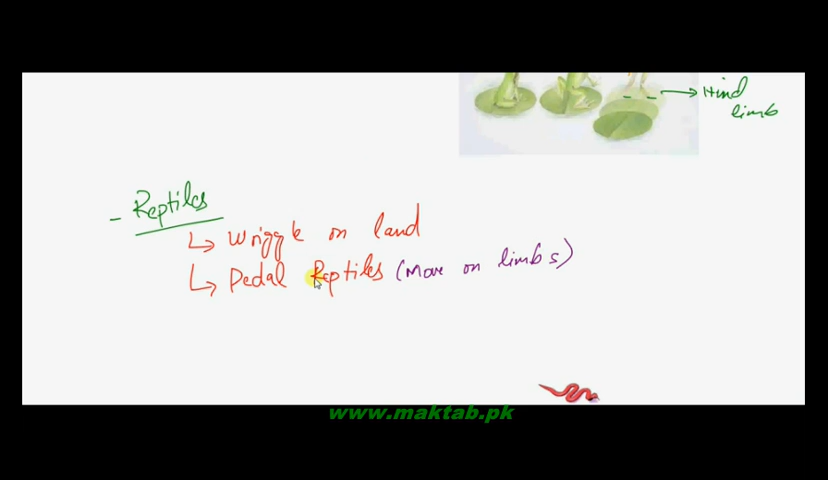 Hind
limb
- Reptiles
↳ Wriggle on land
↳ Pedal Reptiles (Move on limbs)
www.maktab.pk